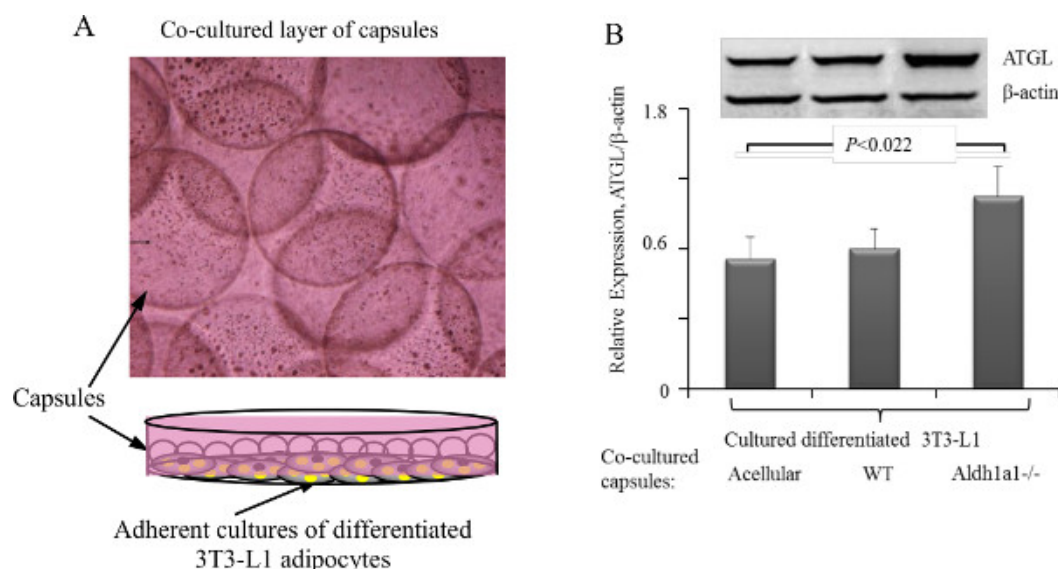 A
Co-cultured layer of capsules
Capsules
Adherent cultures of differentiated
3T3-L1 adipocytes
B
ATGL
β-actin
Relative Expression, ATGL/β-actin
1.8
0.6
0
P<0.022
Cultured differentiated 3T3-L1
Co-cultured
capsules:
Acellular WT Aldh1a1-/-